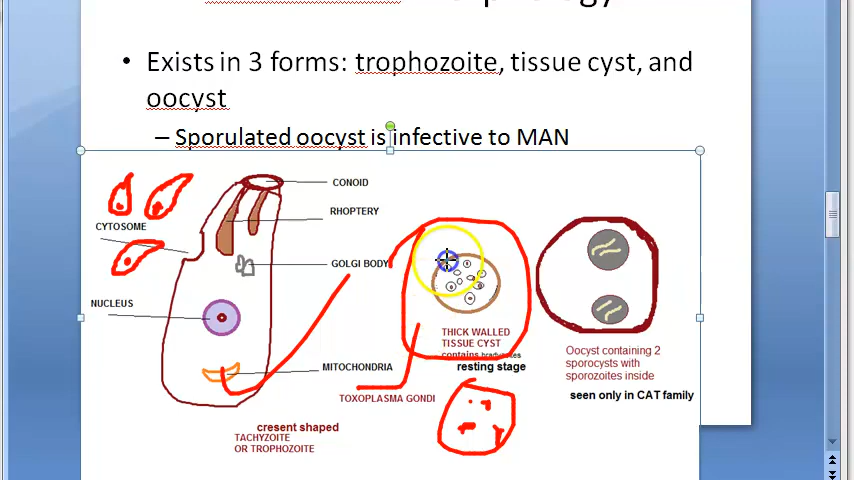 • Exists in 3 forms: trophozoite, tissue cyst, and
oocyst
– Sporulated oocyst is infective to MAN
CONOID
RHOPTERY
CYTOSOME
GOLGI BODY
NUCLEUS
THICK WALLED
TISSUE CYST
contains bradyzoites
resting stage
MITOCHONDRIA
TOXOPLASMA GONDI
Oocyst containing 2
sporocysts with
sporozoites inside
seen only in CAT family
cresent shaped
TACHYZOITE
OR TROPHOZOITE